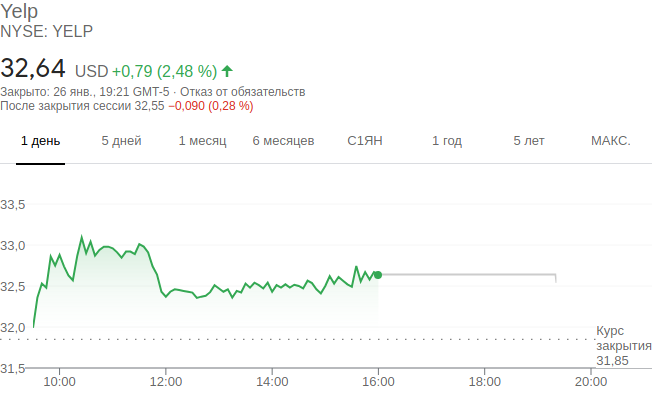 Yelp
NYSE: YELP
32,64 USD +0,79 (2,48 %)
Закрыто: 26 янв., 19:21 GMT-5 · Отказ от обязательств
После закрытия сессии 32,55 −0,090 (0,28 %)
1 день 5 дней 1 месяц 6 месяцев С1ЯН 1 год 5 лет МАКС.
33,5
33,0
32,5
32,0
Курс
закрытия
31,85
31,5
10:00 12:00 14:00 16:00 18:00 20:00